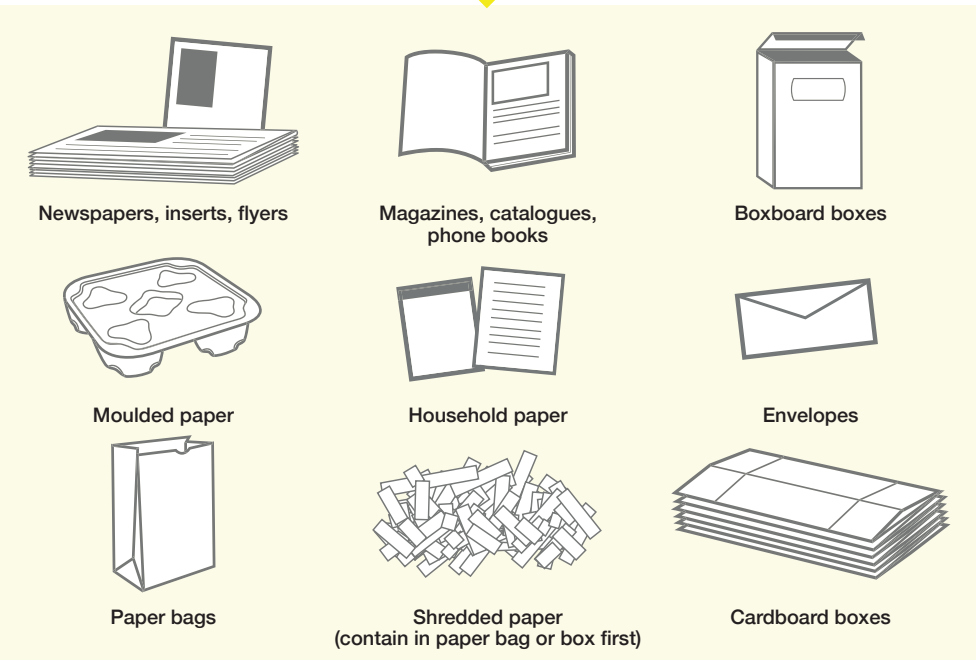 Newspapers, inserts, flyers
Magazines, catalogues,
phone books
Boxboard boxes
Moulded paper
Household paper
Envelopes
Paper bags
Shredded paper
(contain in paper bag or box first)
Cardboard boxes